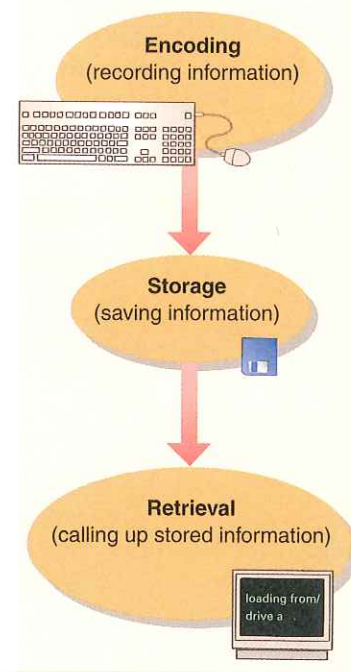 Encoding
(recording information)
Storage
(saving information)
Retrieval
(calling up stored information)
loading from/
drive a